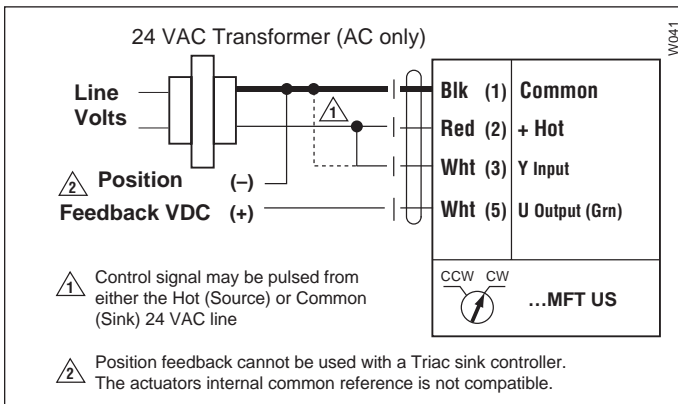 24 VAC Transformer (AC only)
W041
Line
Volts
1
Blk (1) Common
Red (2) + Hot
Wht (3) Y Input
2 Position (–)
Feedback VDC (+)
Wht (5) U Output (Grn)
CCW CW
...MFT US
1 Control signal may be pulsed from
either the Hot (Source) or Common
(Sink) 24 VAC line
2 Position feedback cannot be used with a Triac sink controller.
The actuators internal common reference is not compatible.